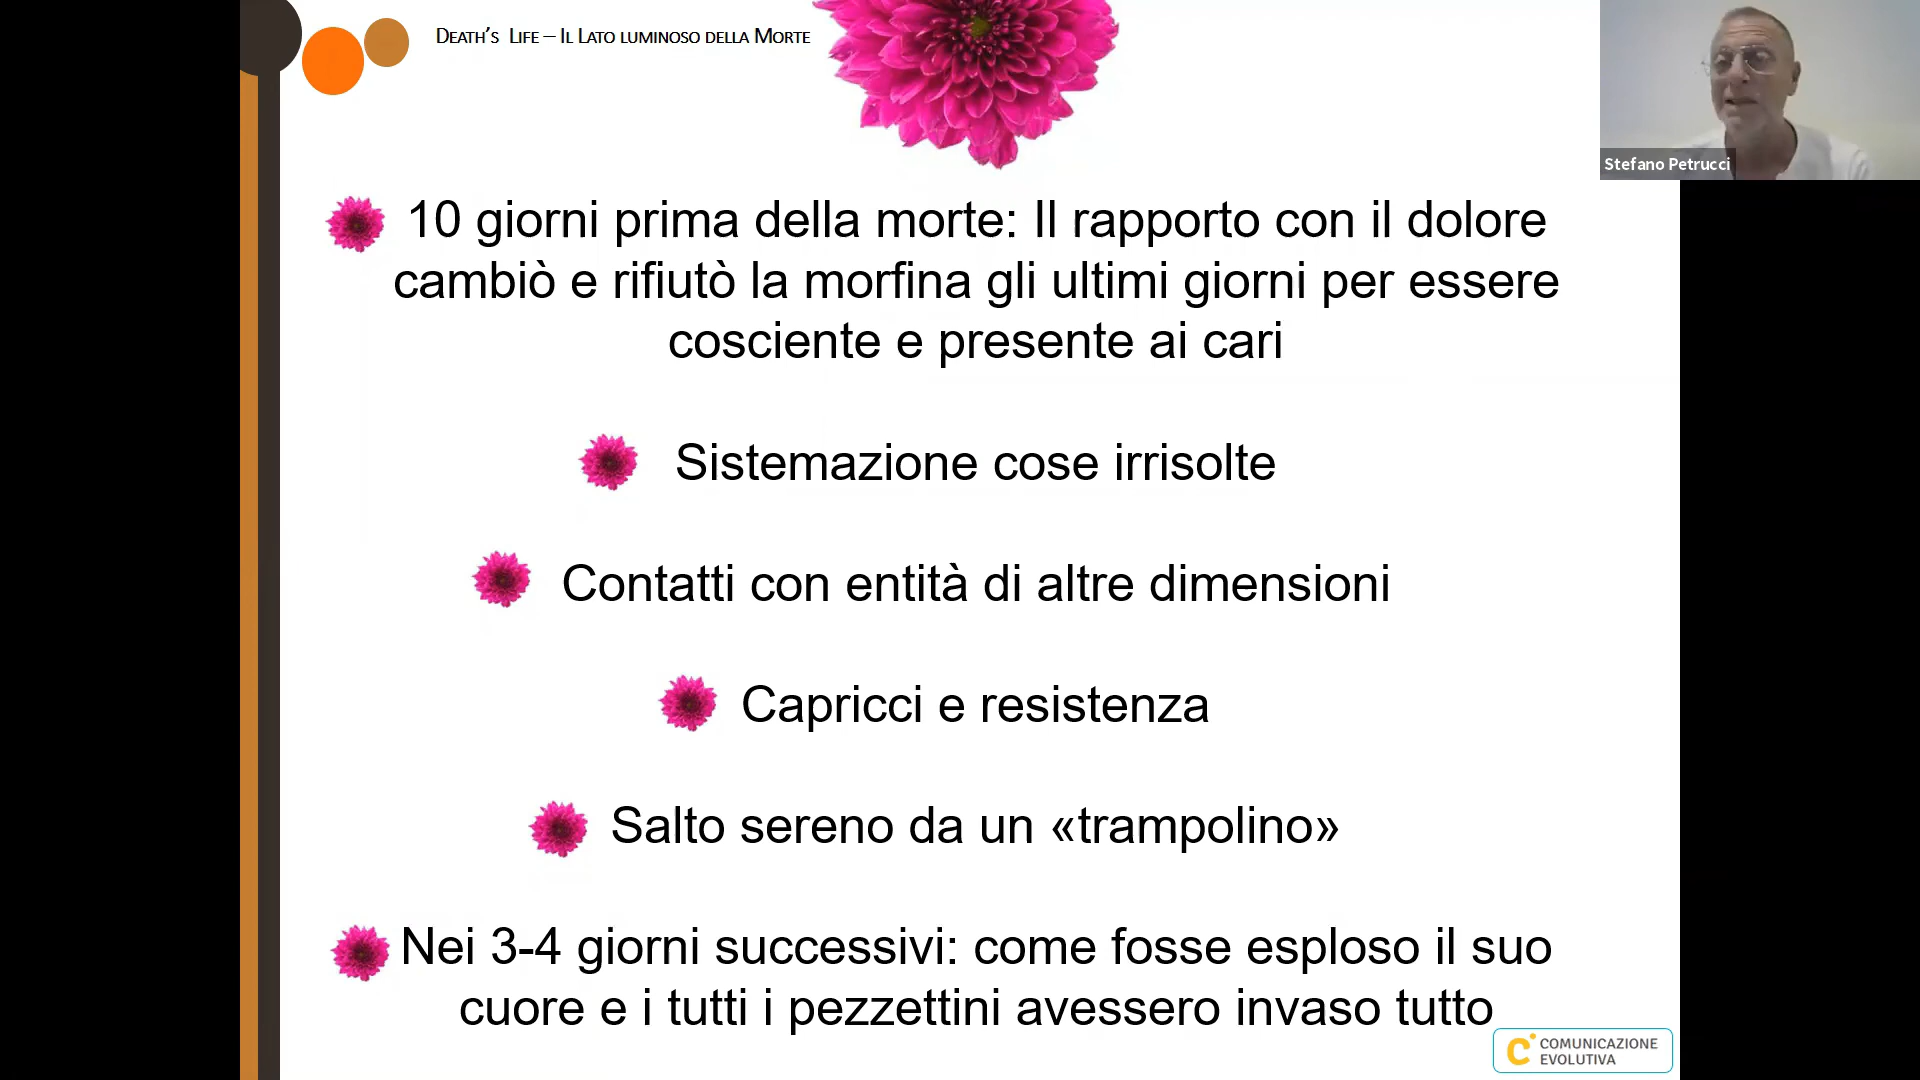 Death's Life – Il Lato luminoso della Morte
Stefano Petrucci
10 giorni prima della morte: Il rapporto con il dolore
cambiò e rifiutò la morfina gli ultimi giorni per essere
cosciente e presente ai cari
Sistemazione cose irrisolte
Contatti con entità di altre dimensioni
Capricci e resistenza
Salto sereno da un «trampolino»
Nei 3-4 giorni successivi: come fosse esploso il suo
cuore e i tutti i pezzettini avessero invaso tutto
COMUNICAZIONE
EVOLUTIVA